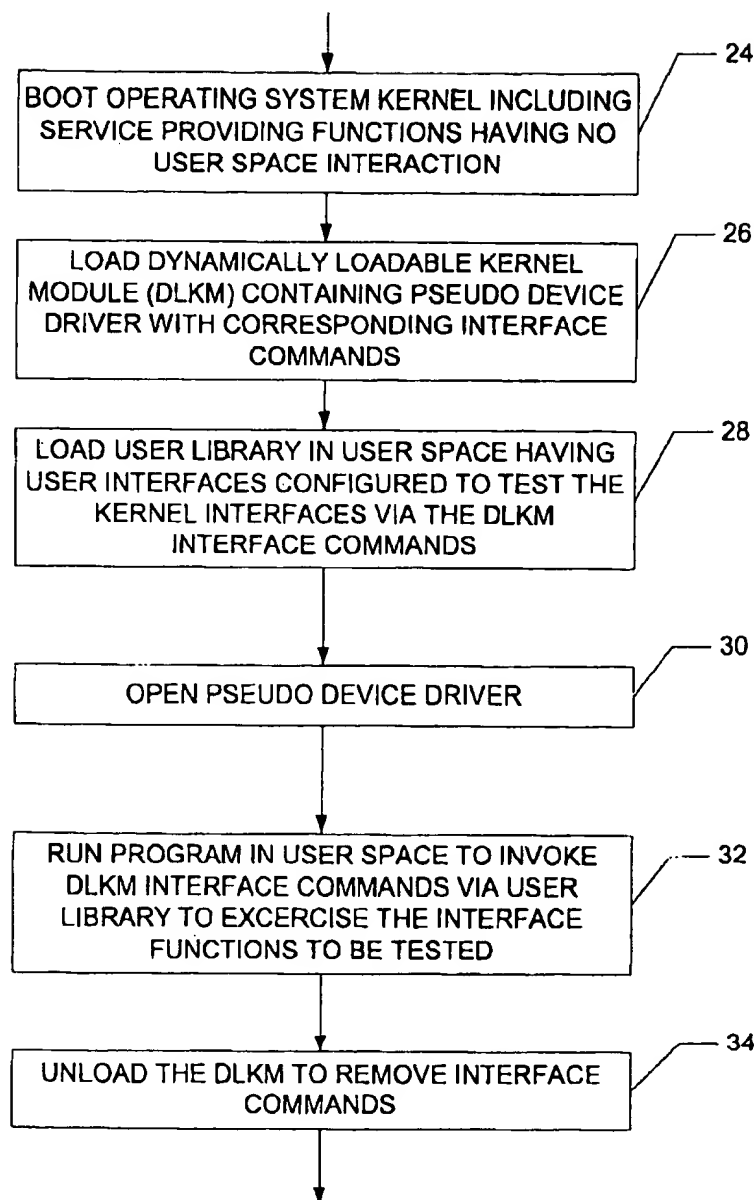 24
BOOT OPERATING SYSTEM KERNEL INCLUDING
SERVICE PROVIDING FUNCTIONS HAVING NO
USER SPACE INTERACTION
26
LOAD DYNAMICALLY LOADABLE KERNEL
MODULE (DLKM) CONTAINING PSEUDO DEVICE
DRIVER WITH CORRESPONDING INTERFACE
COMMANDS
28
LOAD USER LIBRARY IN USER SPACE HAVING
USER INTERFACES CONFIGURED TO TEST THE
KERNEL INTERFACES VIA THE DLKM
INTERFACE COMMANDS
30
OPEN PSEUDO DEVICE DRIVER
32
RUN PROGRAM IN USER SPACE TO INVOKE
DLKM INTERFACE COMMANDS VIA USER
LIBRARY TO EXCERCISE THE INTERFACE
FUNCTIONS TO BE TESTED
34
UNLOAD THE DLKM TO REMOVE INTERFACE
COMMANDS